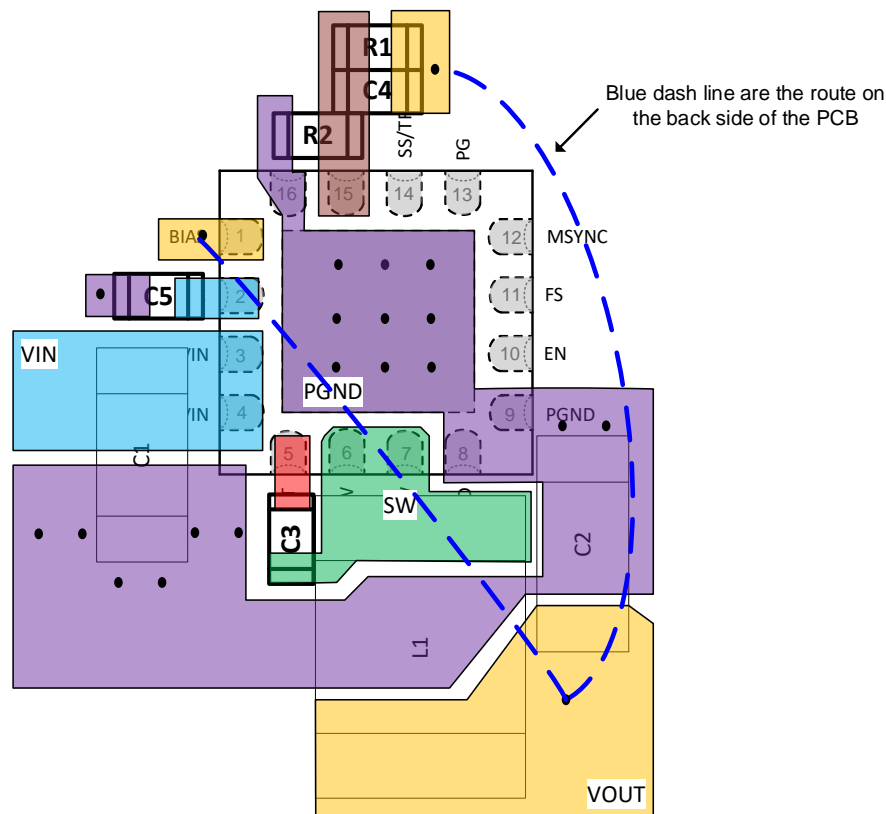 R1
C4
R2
SS/TR
PG
Blue dash line are the route on
the back side of the PCB
16
15
14
13
BIAS
1
12
MSYNC
C5
2
11
FS
VIN
VIN
3
10
EN
PGND
VIN
4
9
PGND
C1
5
6
7
8
SW
C3
C2
L1
VOUT